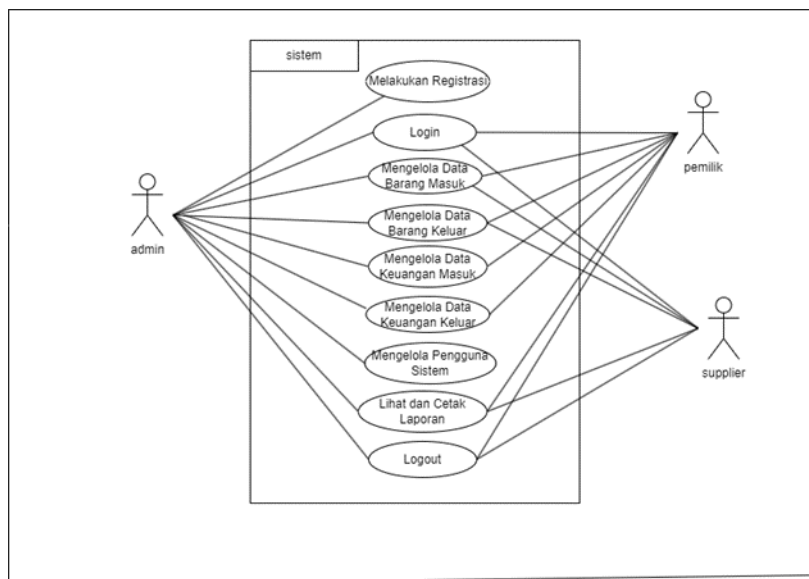 sistem
Melakukan Registrasi
Login
Mengelola Data
Barang Masuk
Mengelola Data
Barang Keluar
Mengelola Data
Keuangan Masuk
Mengelola Data
Keuangan Keluar
Mengelola Pengguna
Sistem
Lihat dan Cetak
Laporan
Logout
admin
pemilik
supplier